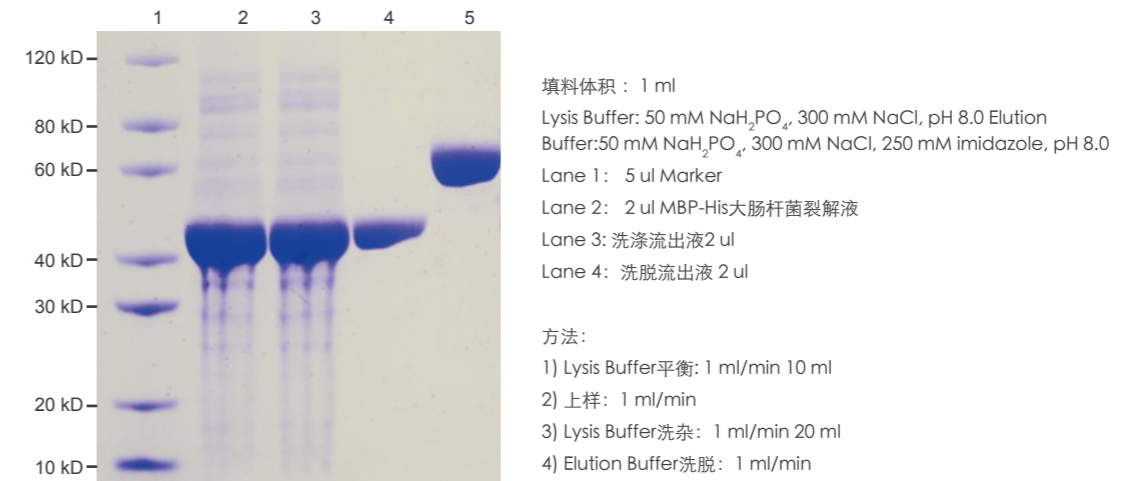 1 2 3 4 5
120 kD
80 kD
60 kD
40 kD
30 kD
20 kD
10 kD
填料体积 : 1 ml
Lysis Buffer: 50 mM NaH₂PO₄, 300 mM NaCl, pH 8.0 Elution
Buffer:50 mM NaH₂PO₄, 300 mM NaCl, 250 mM imidazole, pH 8.0
Lane 1: 5 ul Marker
Lane 2: 2 ul MBP-His大肠杆菌裂解液
Lane 3: 洗涤流出液2 ul
Lane 4: 洗脱流出液 2 ul
方法:
1) Lysis Buffer平衡: 1 ml/min 10 ml
2) 上样: 1 ml/min
3) Lysis Buffer洗杂: 1 ml/min 20 ml
4) Elution Buffer洗脱: 1 ml/min